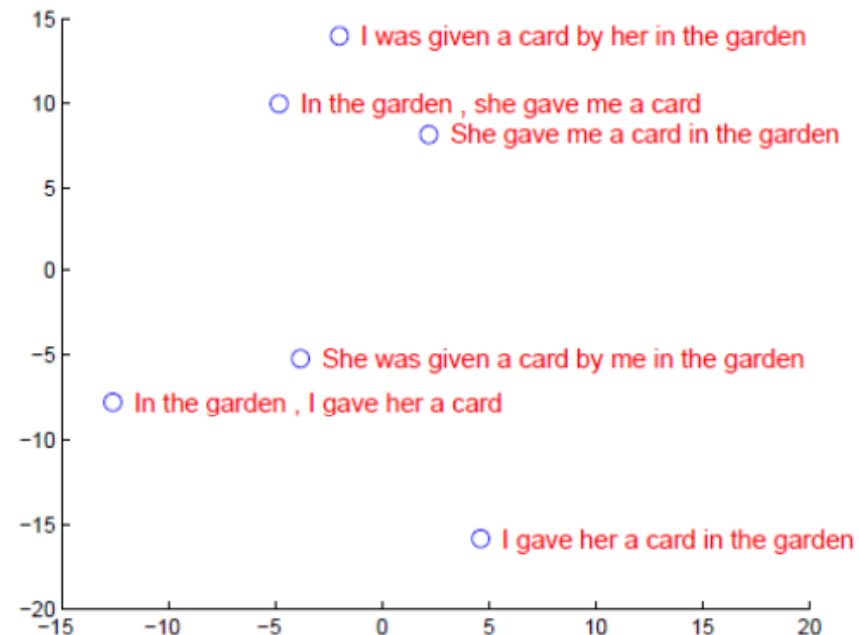 15
I was given a card by her in the garden
10
In the garden , she gave me a card
She gave me a card in the garden
5
0
−5
She was given a card by me in the garden
In the garden , I gave her a card
−10
−15
I gave her a card in the garden
−20
−15 −10 −5 0 5 10 15 20